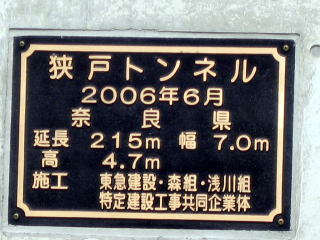 狭戸トンネル
2006年6月
奈良県
延長 215m 幅 7.0m
高 4.7m
施工 東急建設・森組・浅川組
特定建設工事共同企業体